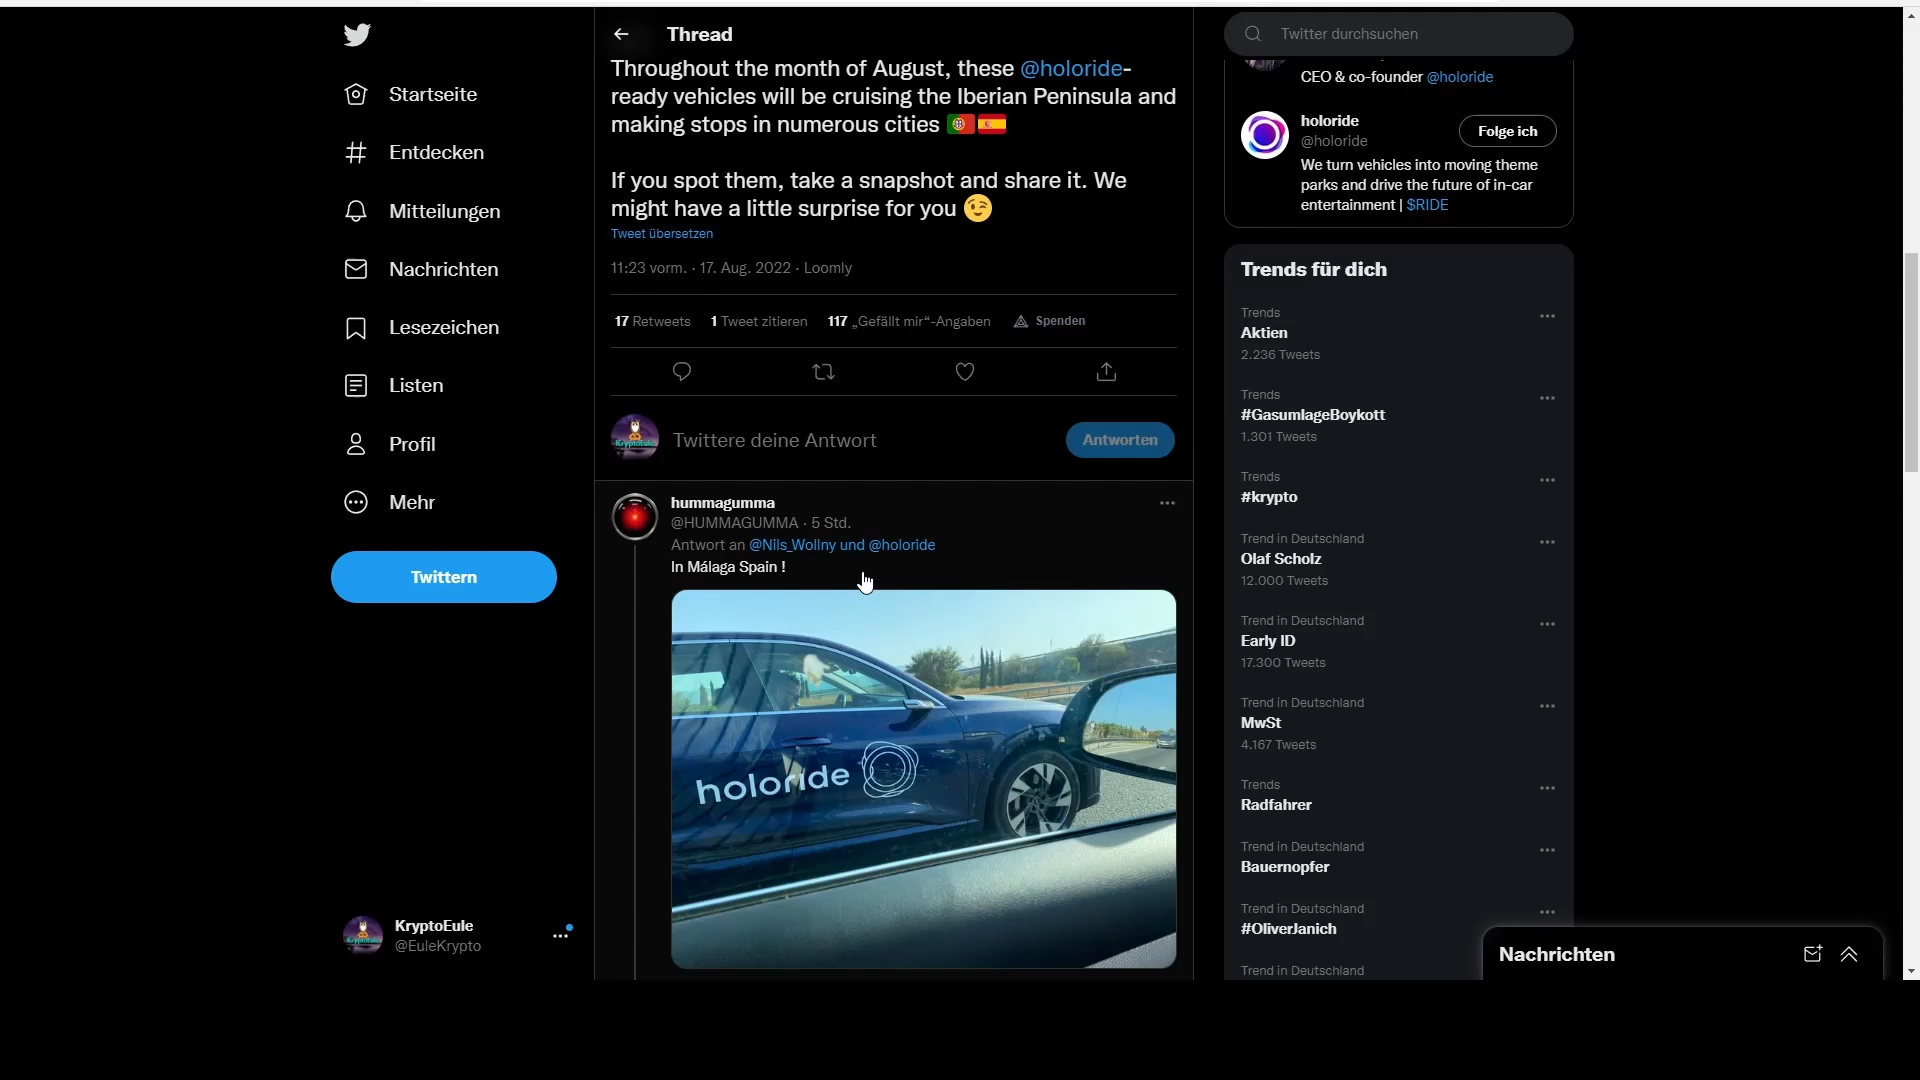 Startseite
Entdecken
Mitteilungen
Nachrichten
Lesezeichen
Listen
Profil
Mehr
Twittern
KryptoEule
@EuleKrypto
Thread
Throughout the month of August, these @holoride-
ready vehicles will be cruising the Iberian Peninsula and
making stops in numerous cities 🇵🇹🇪🇸
If you spot them, take a snapshot and share it. We
might have a little surprise for you 😉
Tweet übersetzen
11:23 vorm. · 17. Aug. 2022 · Loomly
17 Retweets 1 Tweet zitieren 117 „Gefällt mir“-Angaben Spenden
Twittere deine Antwort
Antworten
hummagumma
@HUMMAGUMMA · 5 Std.
Antwort an @Nils_Wollny und @holoride
In Málaga Spain !
holoride
Twitter durchsuchen
CEO & co-founder @holoride
holoride
@holoride
Folge ich
We turn vehicles into moving theme
parks and drive the future of in-car
entertainment | $RIDE
Trends für dich
Trends
Aktien
2.236 Tweets
Trends
#GasumlageBoykott
1.301 Tweets
Trends
#krypto
Trend in Deutschland
Olaf Scholz
12.000 Tweets
Trend in Deutschland
Early ID
17.300 Tweets
Trend in Deutschland
MwSt
4.167 Tweets
Trends
Radfahrer
Trend in Deutschland
Bauernopfer
Trend in Deutschland
#OliverJanich
Trend in Deutschland
Nachrichten